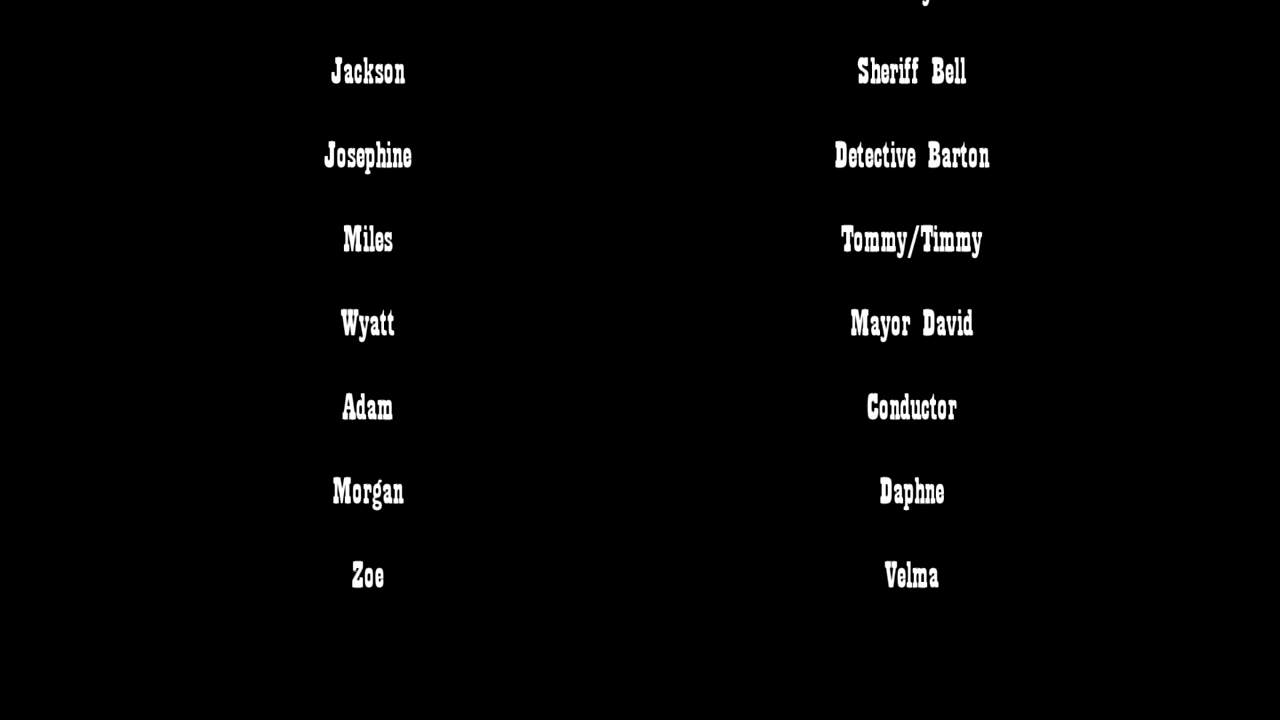 Jackson Sheriff Bell
Josephine Detective Barton
Miles Tommy/Timmy
Wyatt Mayor David
Adam Conductor
Morgan Daphne
Zoe Velma